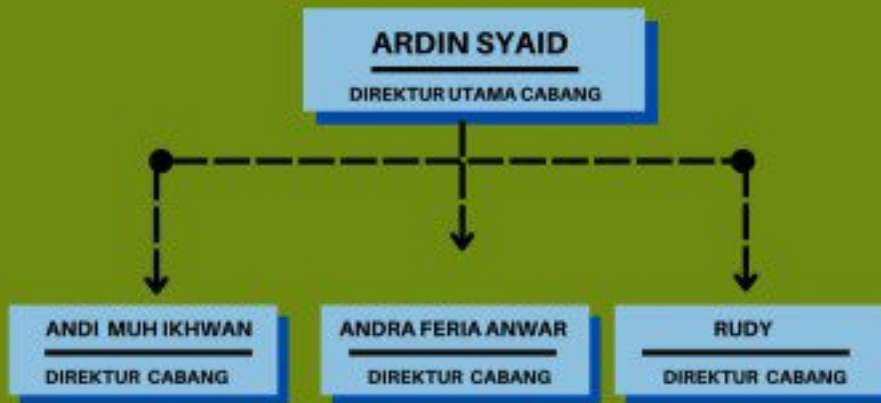 ARDIN SYAID
DIREKTUR UTAMA CABANG
ANDI MUH IKHWAN
DIREKTUR CABANG
ANDRA FERIA ANWAR
DIREKTUR CABANG
RUDY
DIREKTUR CABANG